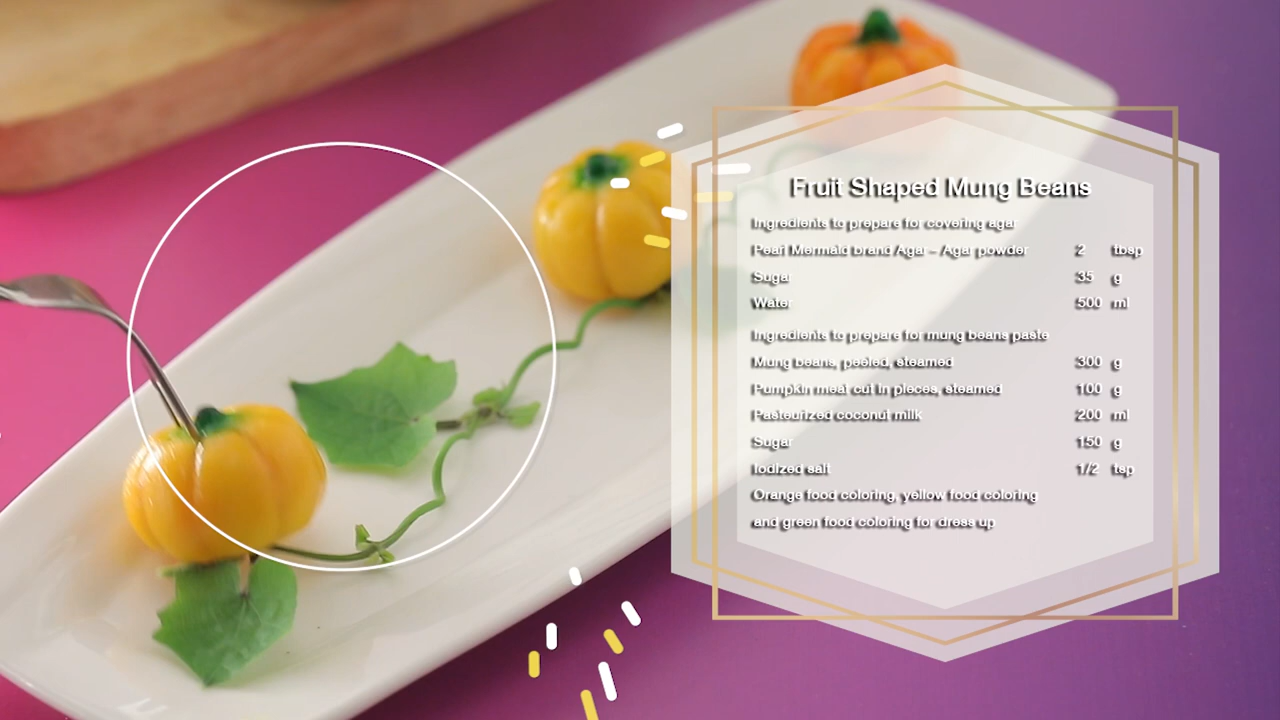 Fruit Shaped Mung Beans
Ingredients to prepare for covering agar
Pearl Mermaid brand Agar – Agar powder 2 tbsp
Sugar 35 g
Water 500 ml
Ingredients to prepare for mung beans paste
Mung beans, peeled, steamed 300 g
Pumpkin meat cut in pieces, steamed 100 g
Pasteurized coconut milk 200 ml
Sugar 150 g
Iodized salt 1/2 tsp
Orange food coloring, yellow food coloring
and green food coloring for dress up